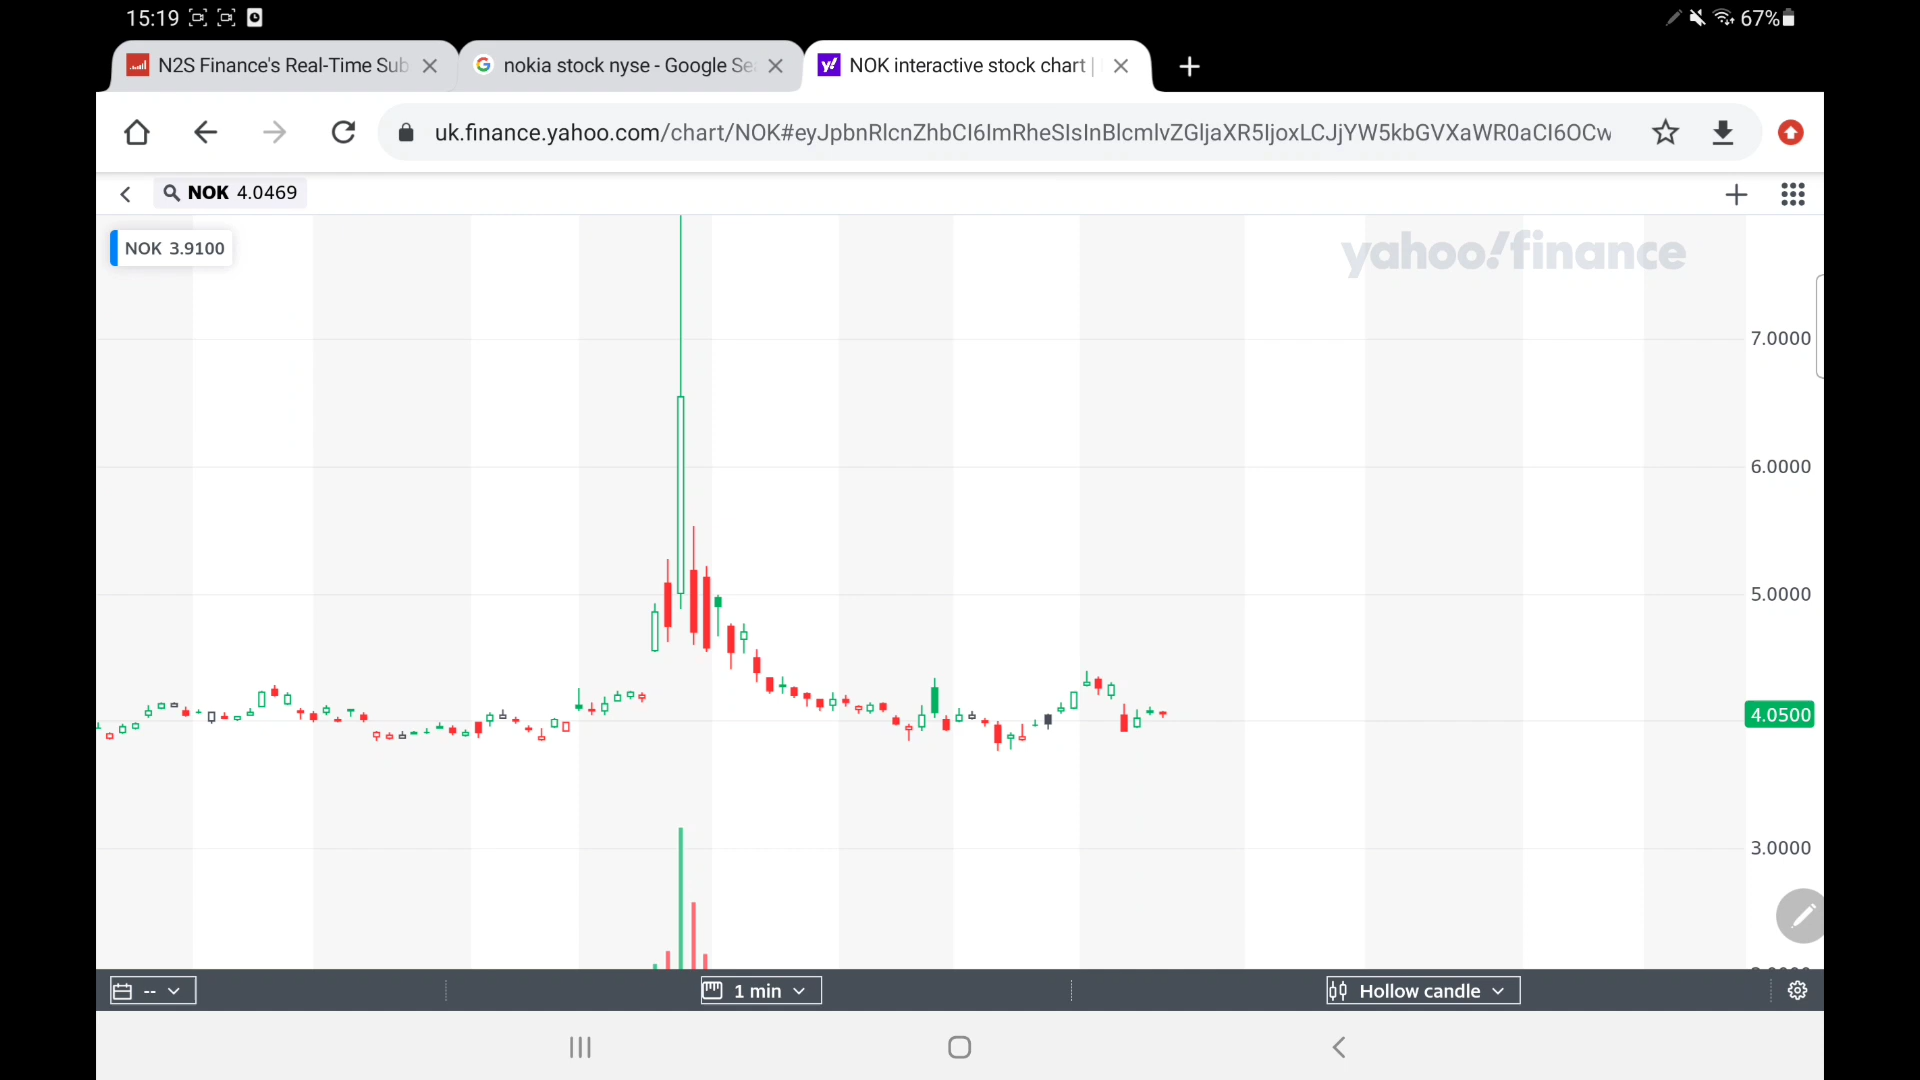 15:19
67%
N2S Finance's Real-Time Sub
nokia stock nyse - Google Se
NOK interactive stock chart |
uk.finance.yahoo.com/chart/NOK#eyJpbnRlcnZhbCI6ImRheSIsInBlcmlvZGljaXR5IjoxLCJjYW5kbGVXaWR0aCI6OCw
NOK 4.0469
NOK 3.9100
yahoo!finance
7.0000
6.0000
5.0000
4.0500
3.0000
-- 
1 min
Hollow candle